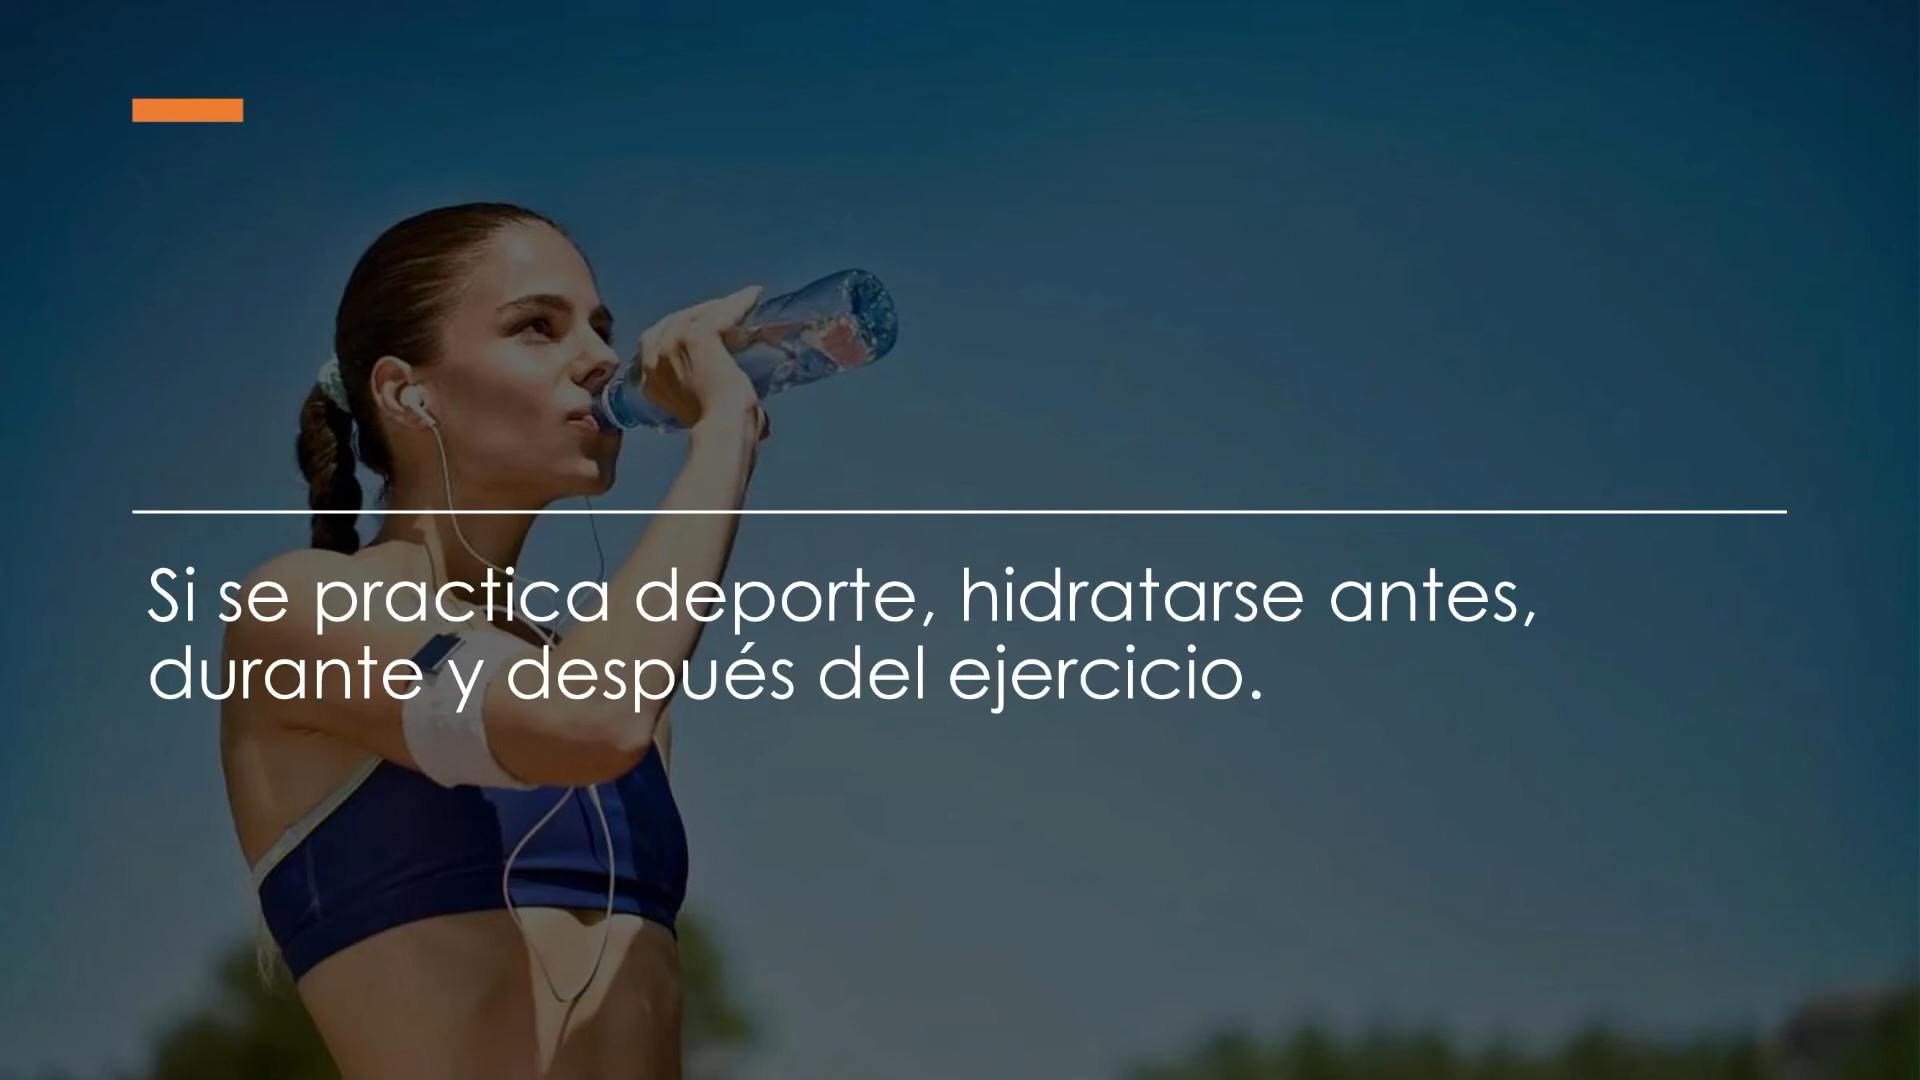 Si se practica deporte, hidratarse antes,
durante y después del ejercicio.